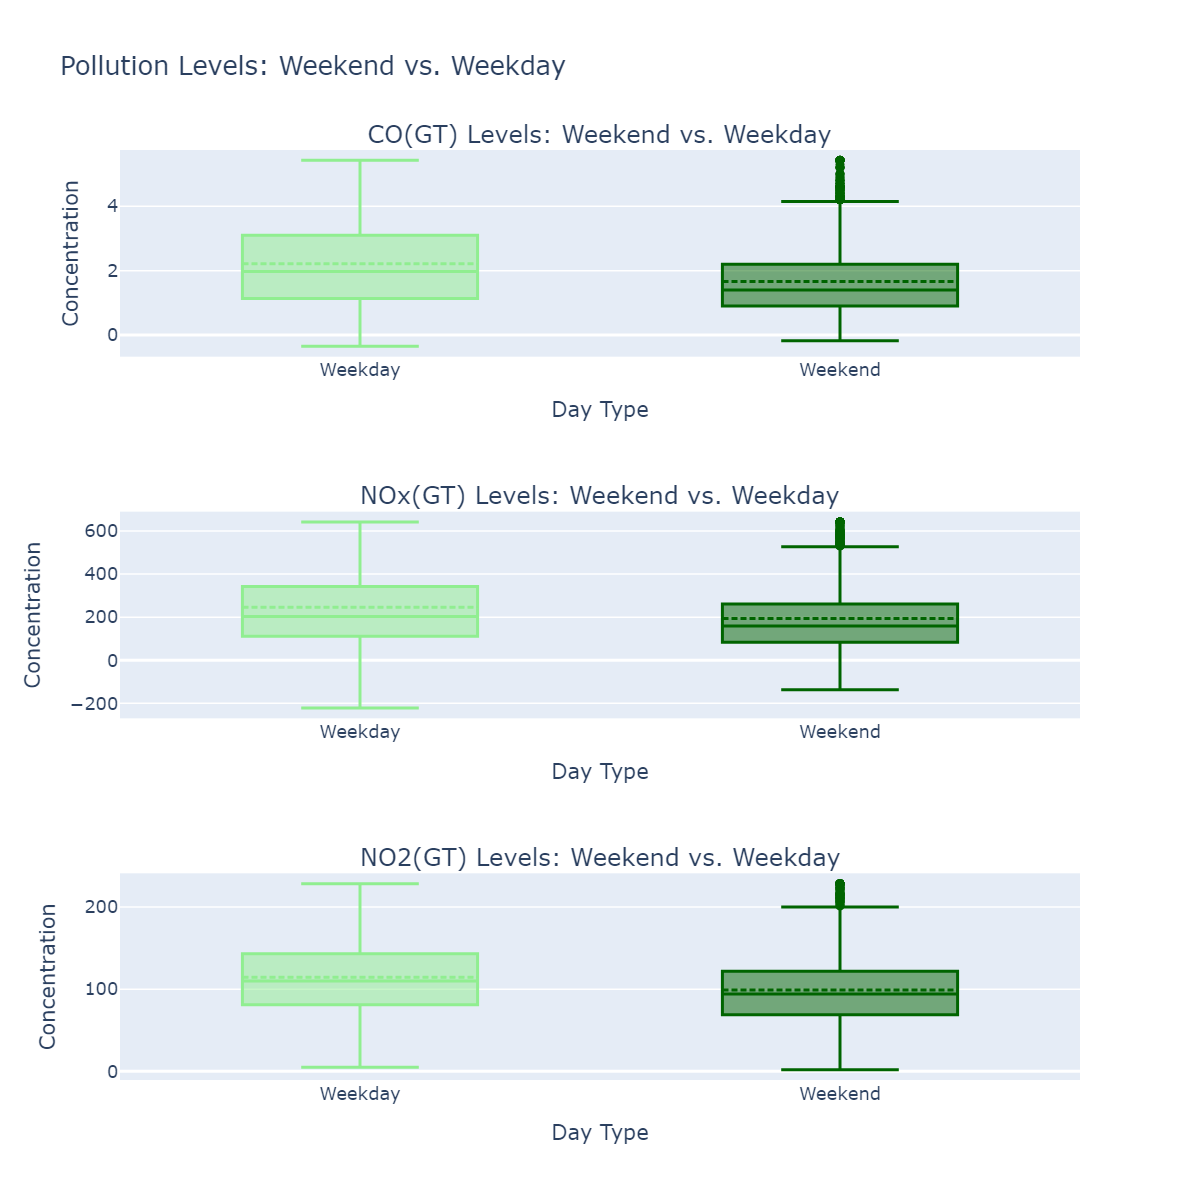 Pollution Levels: Weekend vs. Weekday
CO(GT) Levels: Weekend vs. Weekday
Concentration
4
2
0
Weekday
Weekend
Day Type
NOx(GT) Levels: Weekend vs. Weekday
Concentration
600
400
200
0
−200
Weekday
Weekend
Day Type
NO2(GT) Levels: Weekend vs. Weekday
Concentration
200
100
0
Weekday
Weekend
Day Type